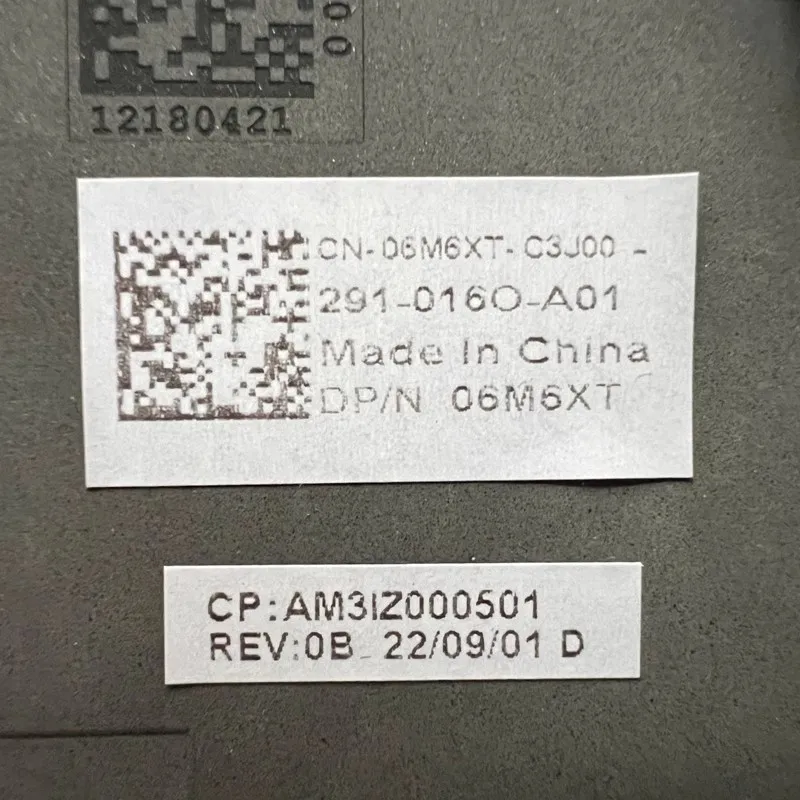 00
12180421
CN-06M6XT-C3J00-
291-016O-A01
Made In China
DP/N 06M6XT
CP:AM3IZ000501
REV:0B 22/09/01 D